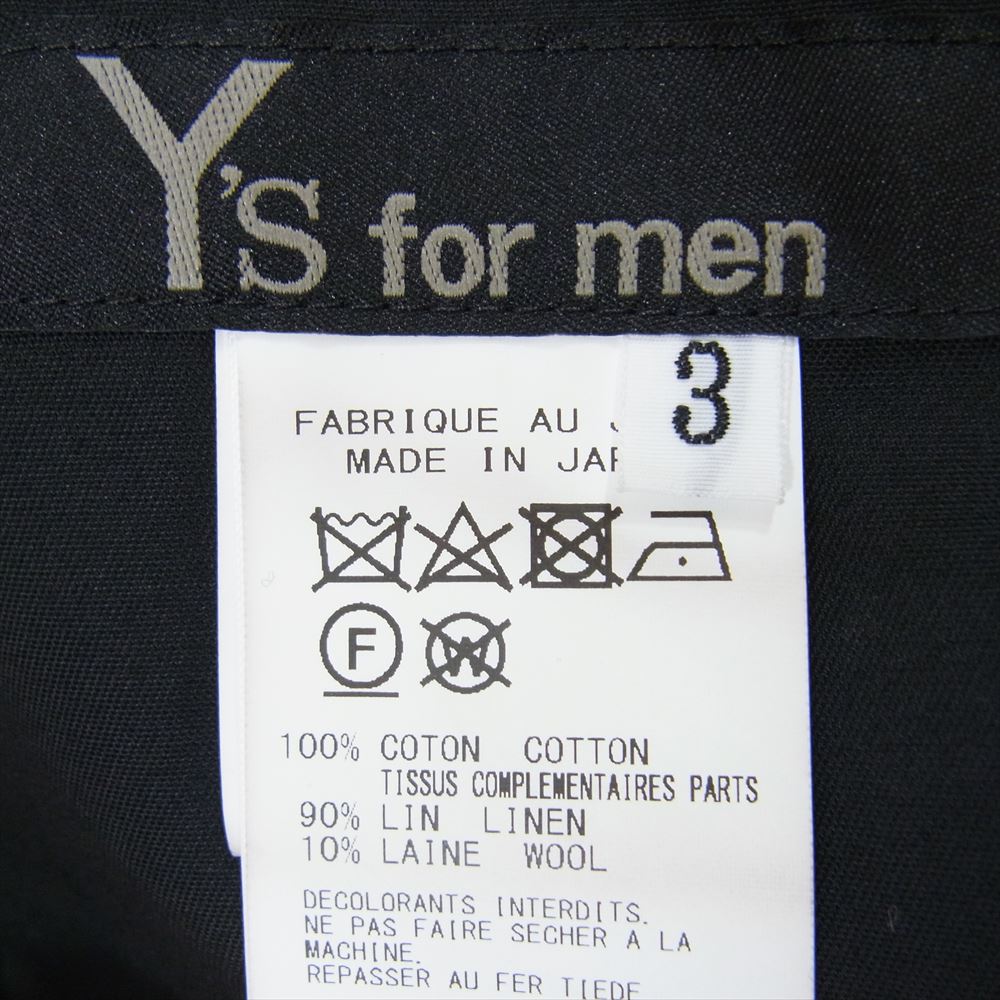 Y's for men
3
FABRIQUE AU
MADE IN
F
W
100% COTON COTTON
TISSUS COMPLEMENTAIRES PARTS
90% LIN LINEN
10% LAINE WOOL
DECOLORANTS INTERDITS.
NE PAS FAIRE SECHER A LA
MACHINE.
REPASSER AU FER TIEDE